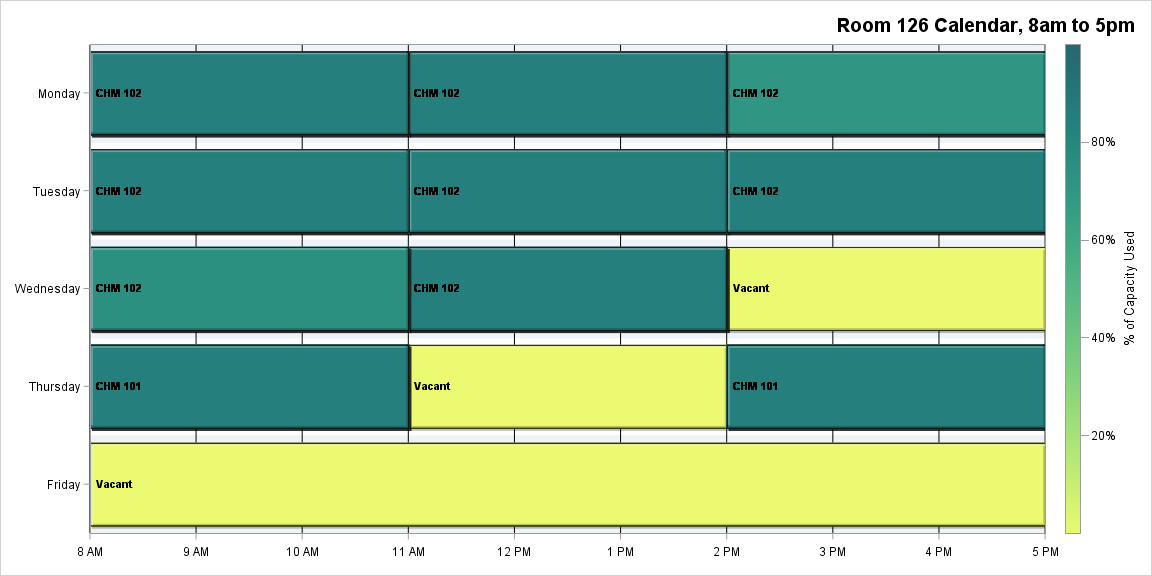 Room 126 Calendar, 8am to 5pm
Monday
CHM 102
CHM 102
CHM 102
Tuesday
CHM 102
CHM 102
CHM 102
Wednesday
CHM 102
CHM 102
Vacant
Thursday
CHM 101
Vacant
CHM 101
Friday
Vacant
8 AM
9 AM
10 AM
11 AM
12 PM
1 PM
2 PM
3 PM
4 PM
5 PM
80%
60%
40%
20%
% of Capacity Used